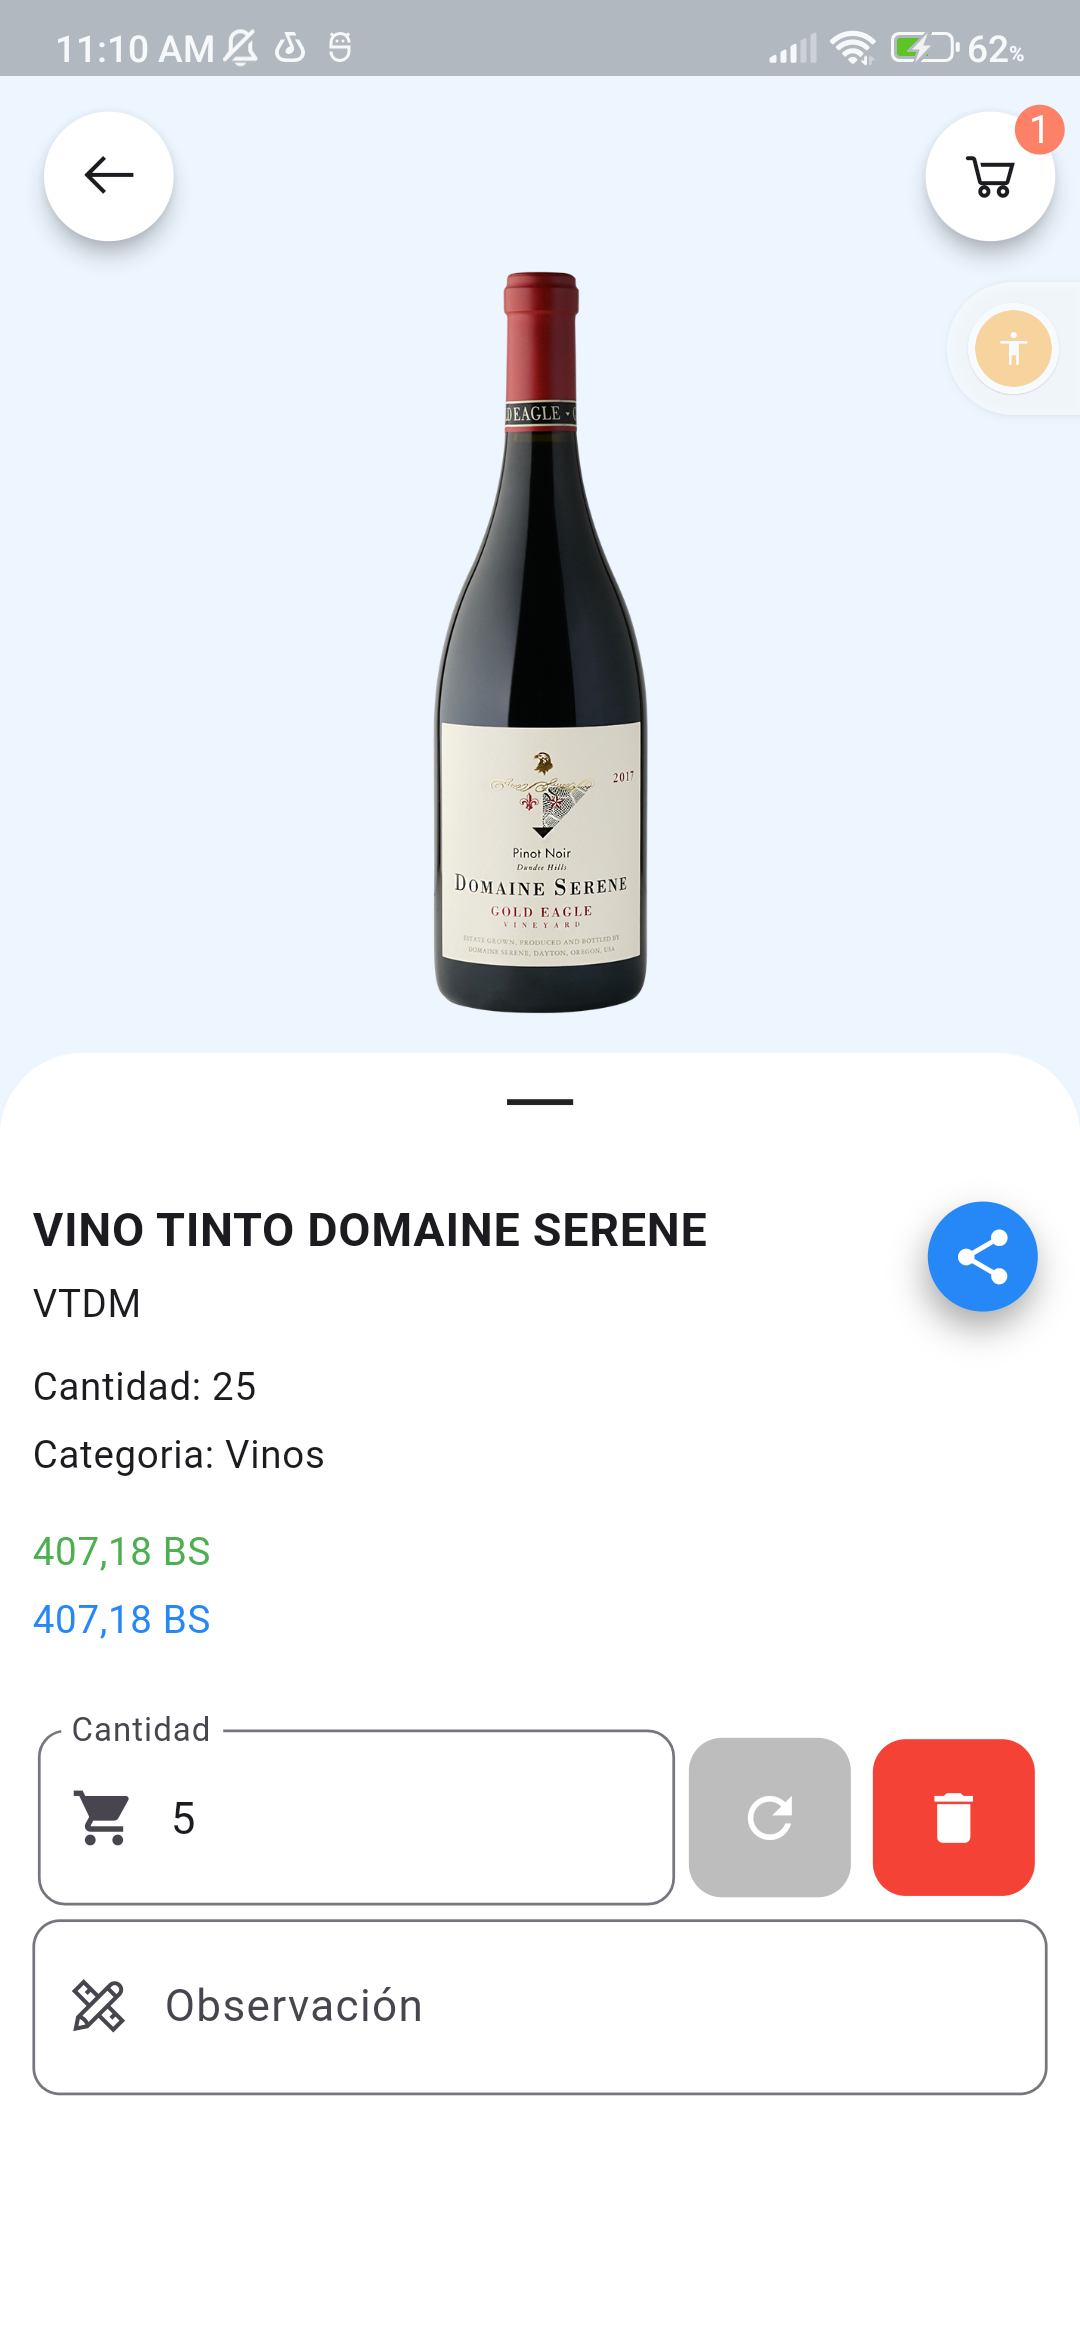 11:10 AM
62%
1
DEAGLE
2017
Pinot Noir
Dundee Hills
DOMAINE SERENE
GOLD EAGLE
VINEYARD
ESTATE GROWN, PRODUCED AND BOTTLED BY
DOMAINE SERENE, DAYTON, OREGON, USA
VINO TINTO DOMAINE SERENE
VTDM
Cantidad: 25
Categoria: Vinos
407,18 BS
407,18 BS
Cantidad
5
Observación